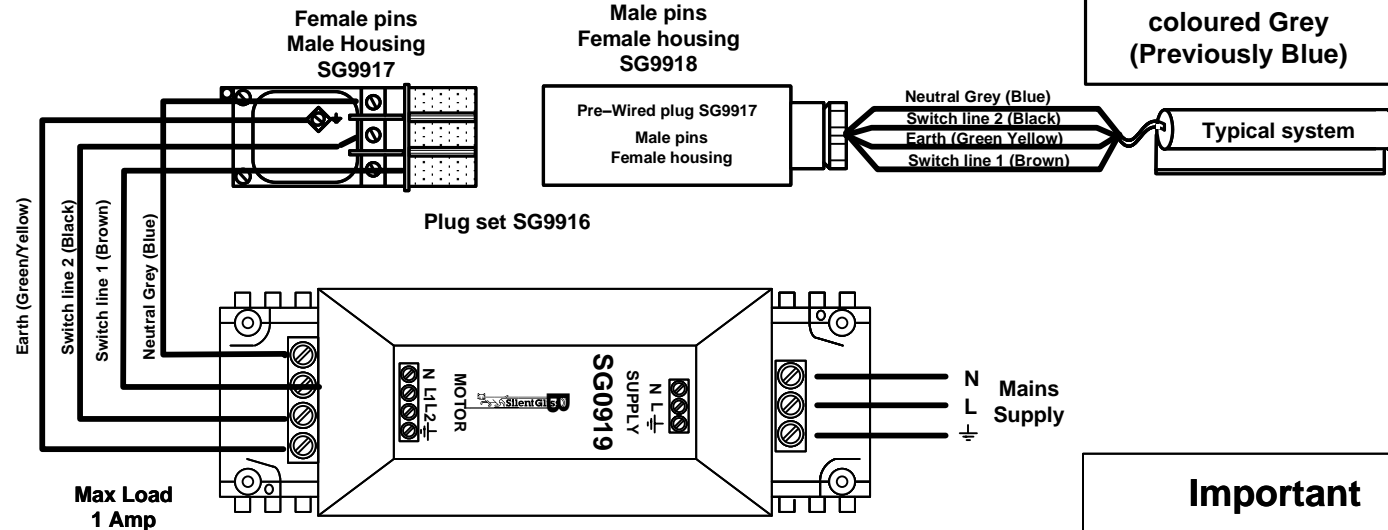 Female pins
Male Housing
SG9917
Male pins
Female housing
SG9918
coloured Grey
(Previously Blue)
Pre–Wired plug SG9917
Male pins
Female housing
Neutral Grey (Blue)
Switch line 2 (Black)
Earth (Green Yellow)
Switch line 1 (Brown)
Typical system
Plug set SG9916
Earth (Green/Yellow)
Switch line 2 (Black)
Switch line 1 (Brown)
Neutral Grey (Blue)
N L1 L2
MOTOR
SilentGliss
B
SG0919
SUPPLY
N L
N
L
Mains
Supply
Max Load
1 Amp
Important